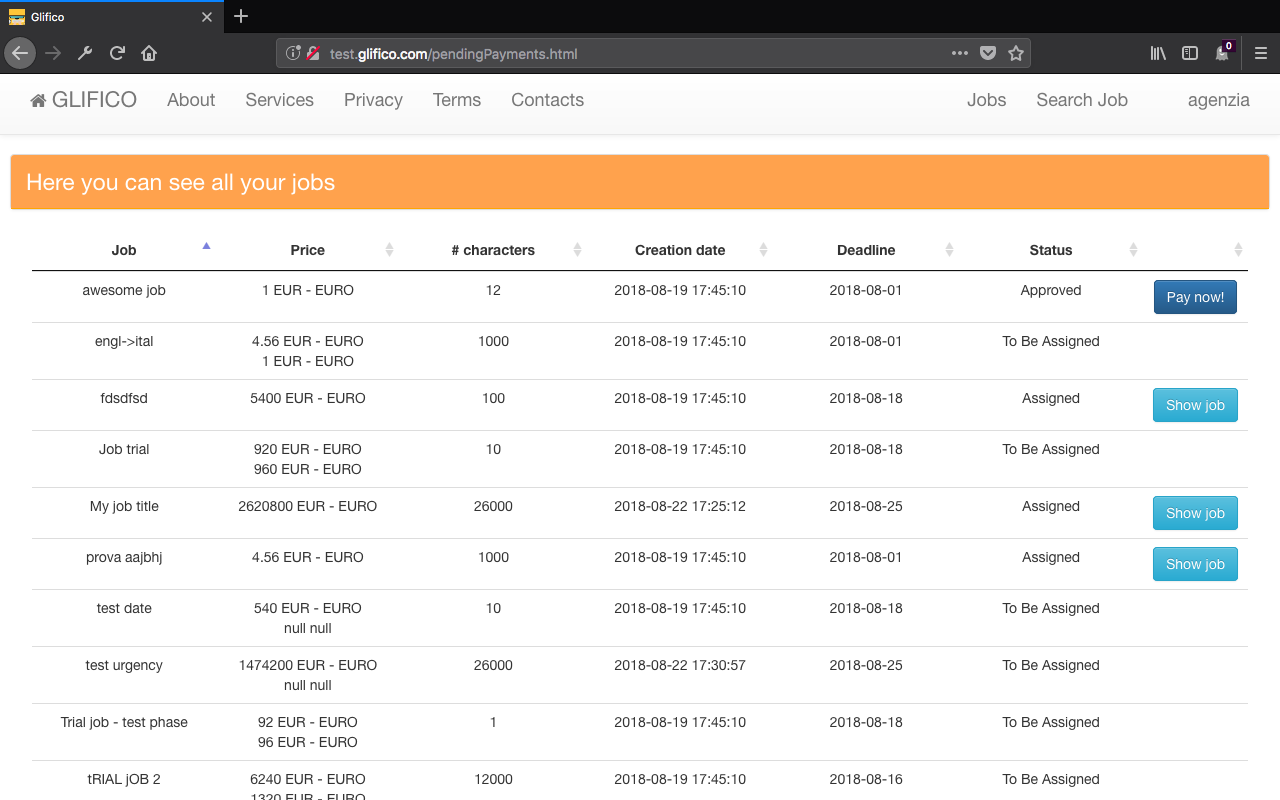 Glifico
test.glifico.com/pendingPayments.html
0
GLIFICO About Services Privacy Terms Contacts Jobs Search Job agenzia
Here you can see all your jobs
Job Price # characters Creation date Deadline Status
awesome job 1 EUR - EURO 12 2018-08-19 17:45:10 2018-08-01 Approved Pay now!
engl->ital 4.56 EUR - EURO 1000 2018-08-19 17:45:10 2018-08-01 To Be Assigned
1 EUR - EURO
fdsdfsd 5400 EUR - EURO 100 2018-08-19 17:45:10 2018-08-18 Assigned Show job
Job trial 920 EUR - EURO 10 2018-08-19 17:45:10 2018-08-18 To Be Assigned
960 EUR - EURO
My job title 2620800 EUR - EURO 26000 2018-08-22 17:25:12 2018-08-25 Assigned Show job
prova aajbhj 4.56 EUR - EURO 1000 2018-08-19 17:45:10 2018-08-01 Assigned Show job
test date 540 EUR - EURO 10 2018-08-19 17:45:10 2018-08-18 To Be Assigned
null null
test urgency 1474200 EUR - EURO 26000 2018-08-22 17:30:57 2018-08-25 To Be Assigned
null null
Trial job - test phase 92 EUR - EURO 1 2018-08-19 17:45:10 2018-08-18 To Be Assigned
96 EUR - EURO
tRIAL jOB 2 6240 EUR - EURO 12000 2018-08-19 17:45:10 2018-08-16 To Be Assigned
1320 EUR - EURO